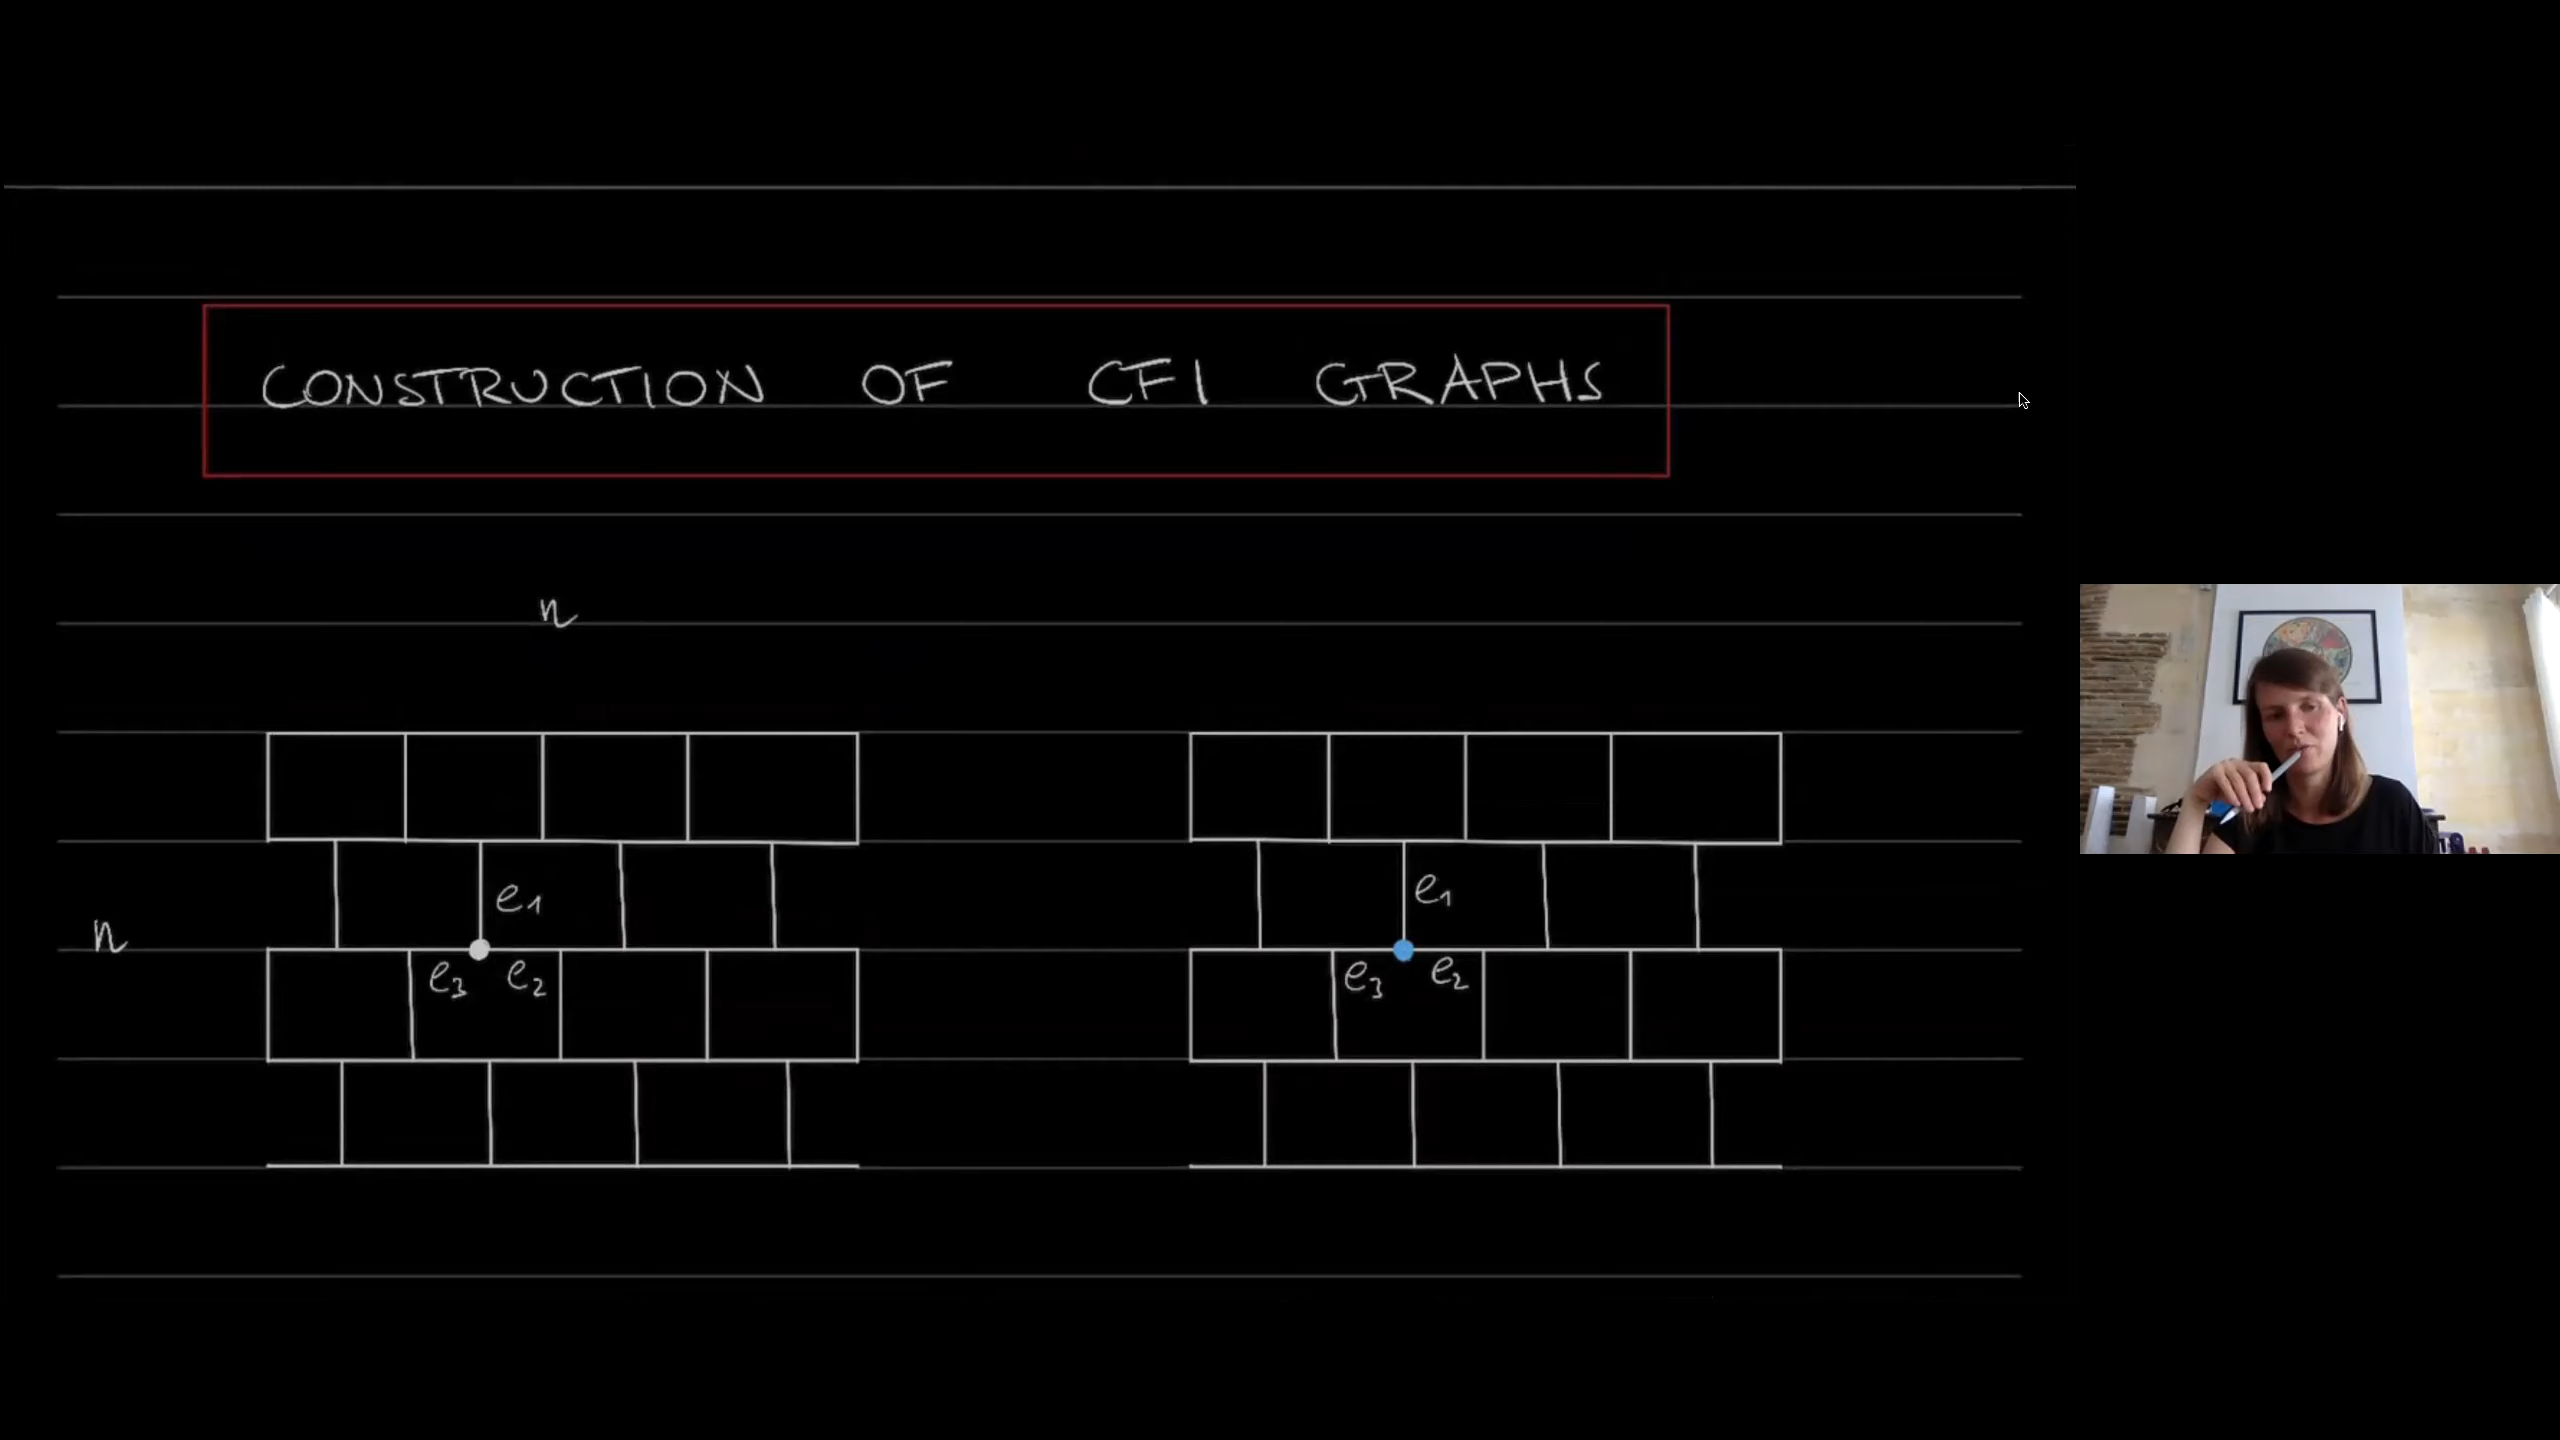 CONSTRUCTION OF CFI GRAPHS
n
n
e1 e1
e3 e2 e3 e2